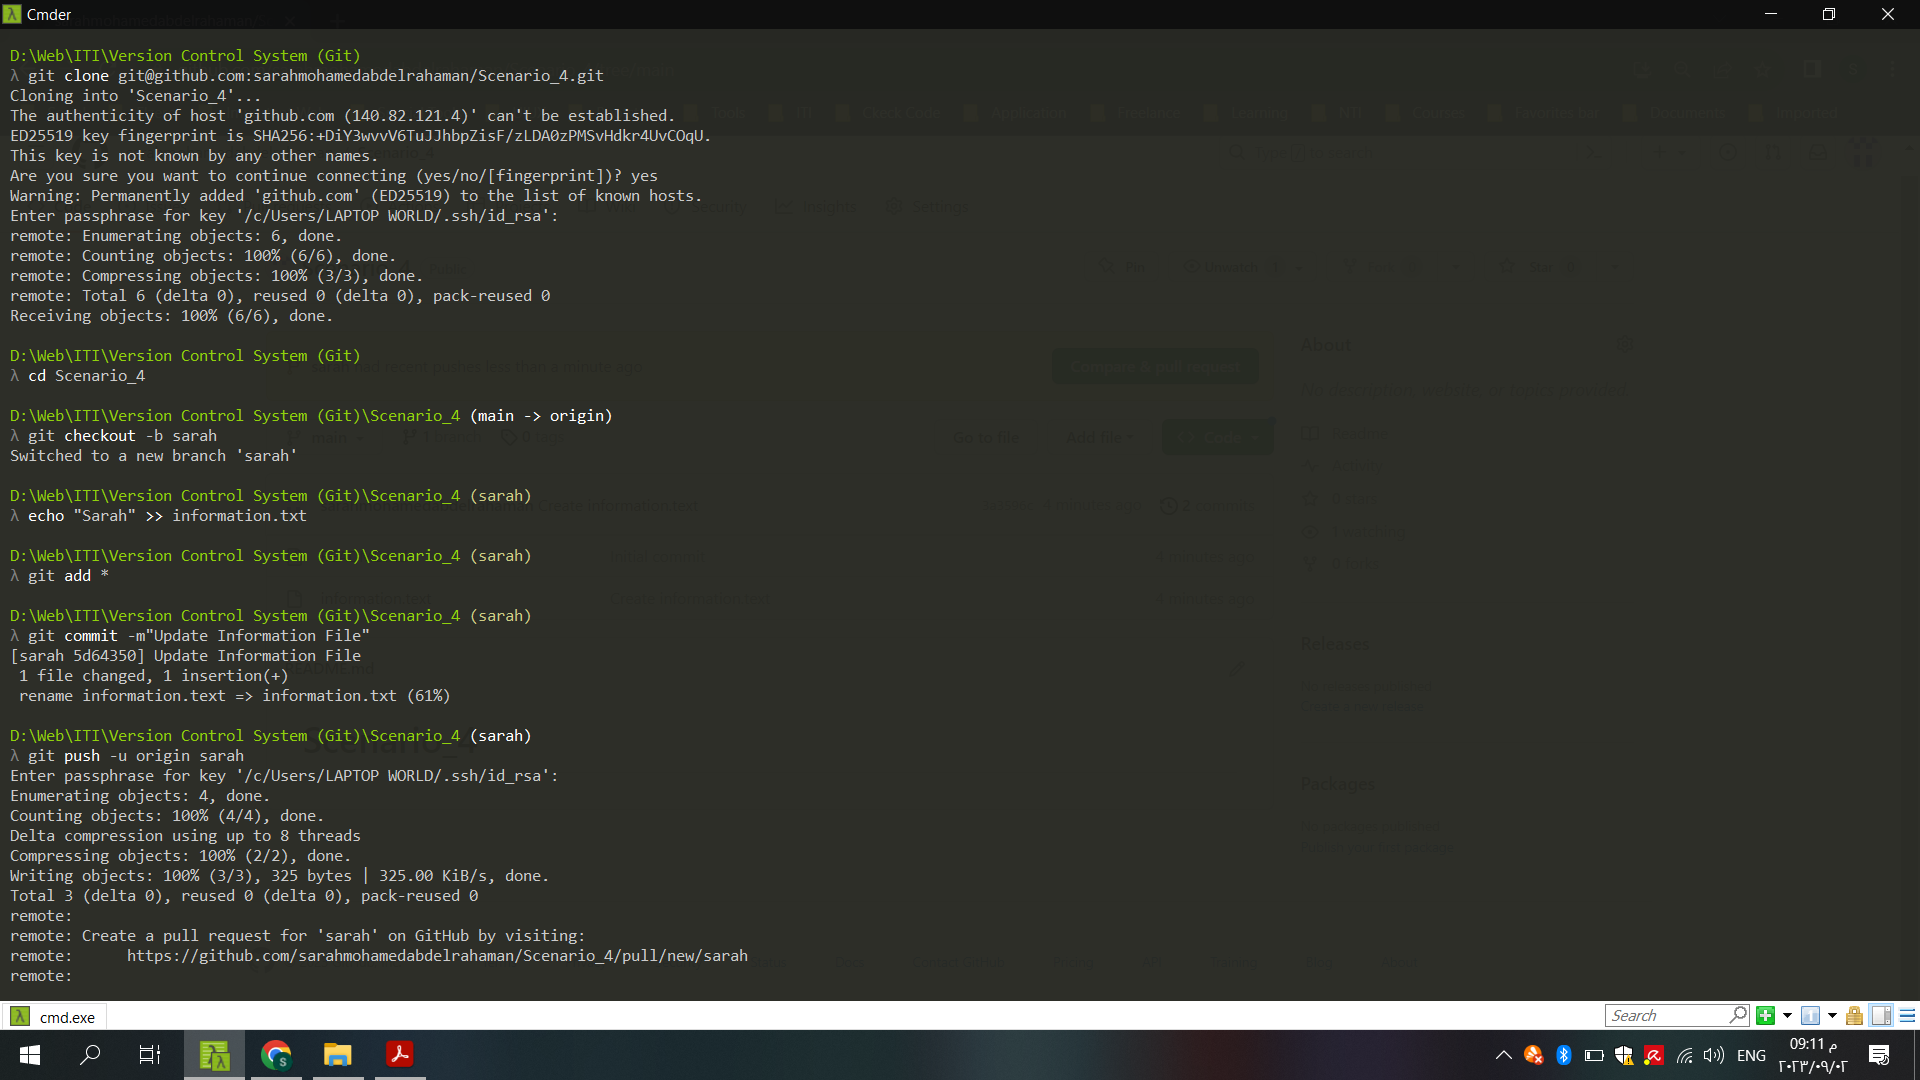 Cmder
D:\Web\ITI\Version Control System (Git)
λ git clone git@github.com:sarahmohamedabdelrahaman/Scenario_4.git
Cloning into 'Scenario_4'...
The authenticity of host 'github.com (140.82.121.4)' can't be established.
ED25519 key fingerprint is SHA256:+DiY3wvvV6TuJJhbpZisF/zLDA0zPMSvHdkr4UvCOqU.
This key is not known by any other names.
Are you sure you want to continue connecting (yes/no/[fingerprint])? yes
Warning: Permanently added 'github.com' (ED25519) to the list of known hosts.
Enter passphrase for key '/c/Users/LAPTOP WORLD/.ssh/id_rsa':
remote: Enumerating objects: 6, done.
remote: Counting objects: 100% (6/6), done.
remote: Compressing objects: 100% (3/3), done.
remote: Total 6 (delta 0), reused 0 (delta 0), pack-reused 0
Receiving objects: 100% (6/6), done.
D:\Web\ITI\Version Control System (Git)
λ cd Scenario_4
D:\Web\ITI\Version Control System (Git)\Scenario_4 (main -> origin)
λ git checkout -b sarah
Switched to a new branch 'sarah'
D:\Web\ITI\Version Control System (Git)\Scenario_4 (sarah)
λ echo "Sarah" >> information.txt
D:\Web\ITI\Version Control System (Git)\Scenario_4 (sarah)
λ git add *
D:\Web\ITI\Version Control System (Git)\Scenario_4 (sarah)
λ git commit -m"Update Information File"
[sarah 5d64350] Update Information File
1 file changed, 1 insertion(+)
rename information.text => information.txt (61%)
D:\Web\ITI\Version Control System (Git)\Scenario_4 (sarah)
λ git push -u origin sarah
Enter passphrase for key '/c/Users/LAPTOP WORLD/.ssh/id_rsa':
Enumerating objects: 4, done.
Counting objects: 100% (4/4), done.
Delta compression using up to 8 threads
Compressing objects: 100% (2/2), done.
Writing objects: 100% (3/3), 325 bytes | 325.00 KiB/s, done.
Total 3 (delta 0), reused 0 (delta 0), pack-reused 0
remote:
remote: Create a pull request for 'sarah' on GitHub by visiting:
remote:      https://github.com/sarahmohamedabdelrahaman/Scenario_4/pull/new/sarah
remote:
cmd.exe
Search
ENG
09:11 م
٢٠٢٣/٠٩/٠٢